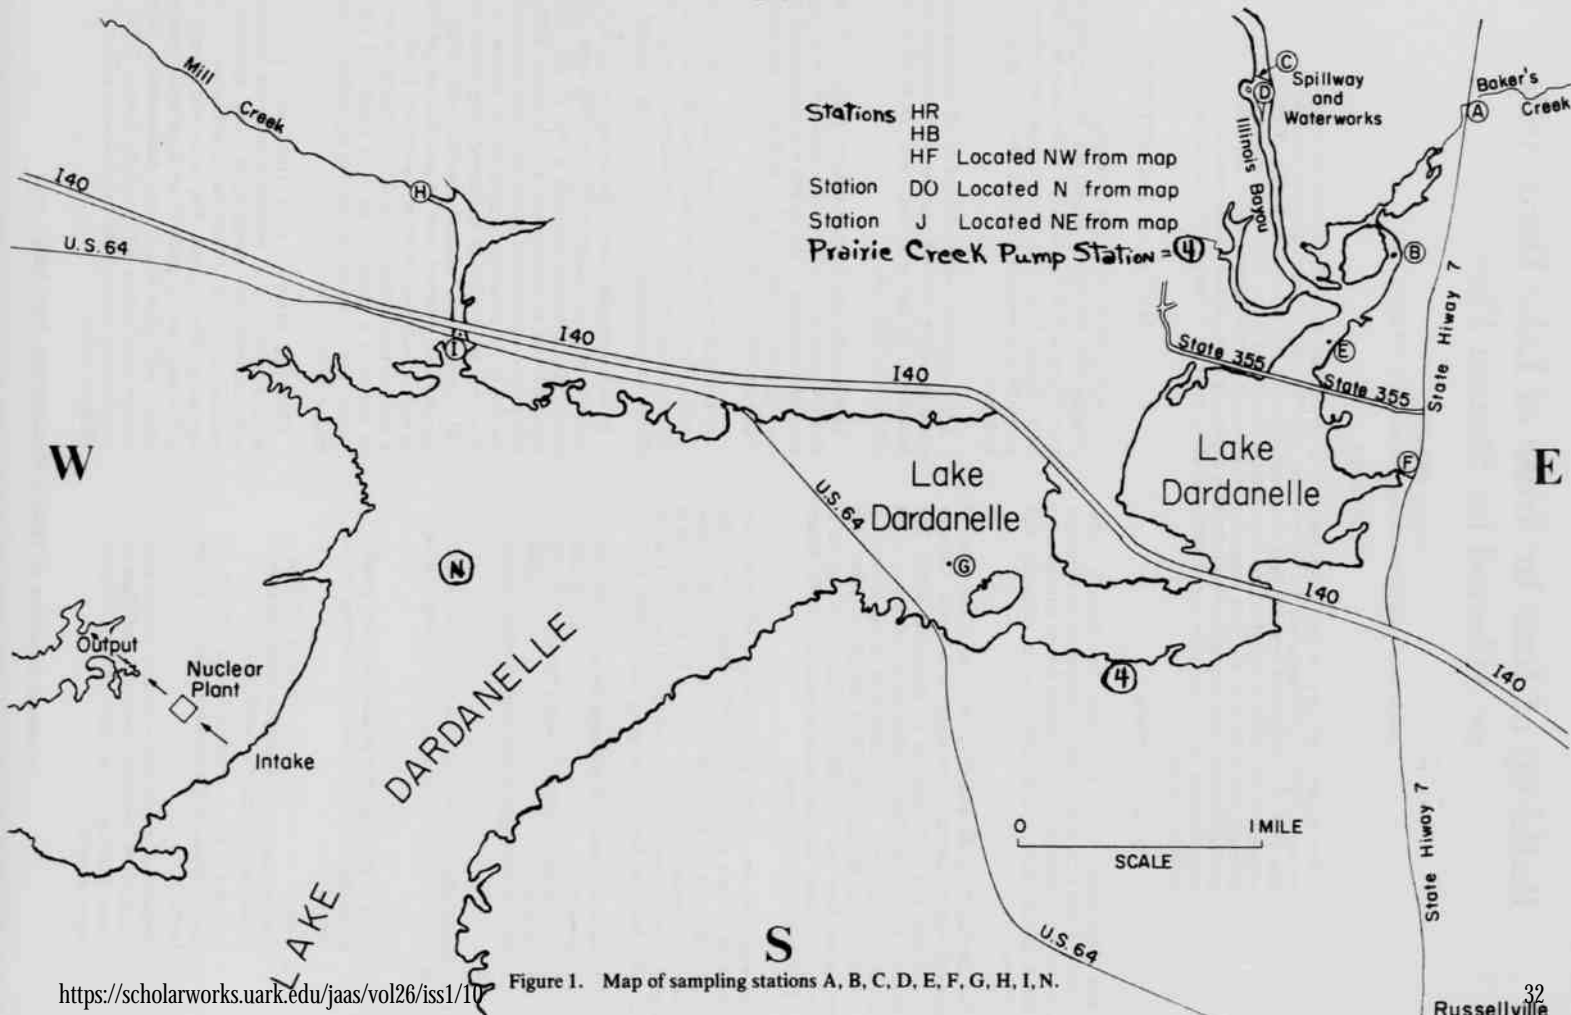 Mill
Creek
C
D
Spillway
and
Waterworks
Baker's
Creek
A
Stations HR
HB
HF Located NW from map
Station DO Located N from map
Station J Located NE from map
Prairie Creek Pump Station = 4
Illinois Bayou
B
H
I40
U.S. 64
I
I40
I40
State 355
State 355
E
State Hiway 7
F
W
E
Lake
Dardanelle
Lake
Dardanelle
U.S. 64
G
N
I40
Output
Nuclear
Plant
Intake
4
I40
LAKE DARDANELLE
0 1 MILE
SCALE
State Hiway 7
U.S. 64
S
Figure 1. Map of sampling stations A, B, C, D, E, F, G, H, I, N.
https://scholarworks.uark.edu/jaas/vol26/iss1/10
32
Russellville